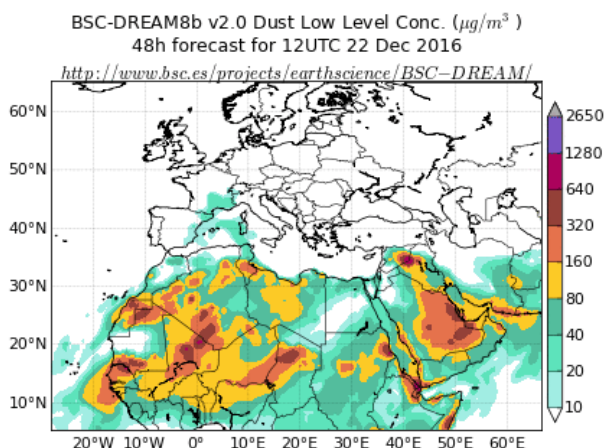 BSC-DREAM8b v2.0 Dust Low Level Conc. (μg/m³ )
48h forecast for 12UTC 22 Dec 2016
http://www.bsc.es/projects/earthscience/BSC−DREAM/
60°N
50°N
40°N
30°N
20°N
10°N
20°W 10°W 0° 10°E 20°E 30°E 40°E 50°E 60°E
2650
1280
640
320
160
80
40
20
10